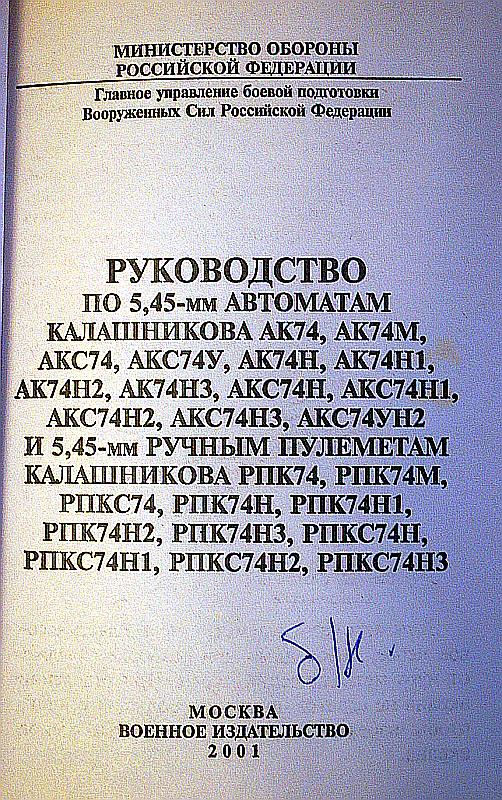 МИНИСТЕРСТВО ОБОРОНЫ
РОССИЙСКОЙ ФЕДЕРАЦИИ
Главное управление боевой подготовки
Вооруженных Сил Российской Федерации
РУКОВОДСТВО
ПО 5,45-мм АВТОМАТАМ
КАЛАШНИКОВА АК74, АК74М,
АКС74, АКС74У, АК74Н, АК74Н1,
АК74Н2, АК74Н3, АКС74Н, АКС74Н1,
АКС74Н2, АКС74Н3, АКС74УН2
И 5,45-мм РУЧНЫМ ПУЛЕМЕТАМ
КАЛАШНИКОВА РПК74, РПК74М,
РПКС74, РПК74Н, РПК74Н1,
РПК74Н2, РПК74Н3, РПКС74Н,
РПКС74Н1, РПКС74Н2, РПКС74Н3
б/н.
МОСКВА
ВОЕННОЕ ИЗДАТЕЛЬСТВО
2001